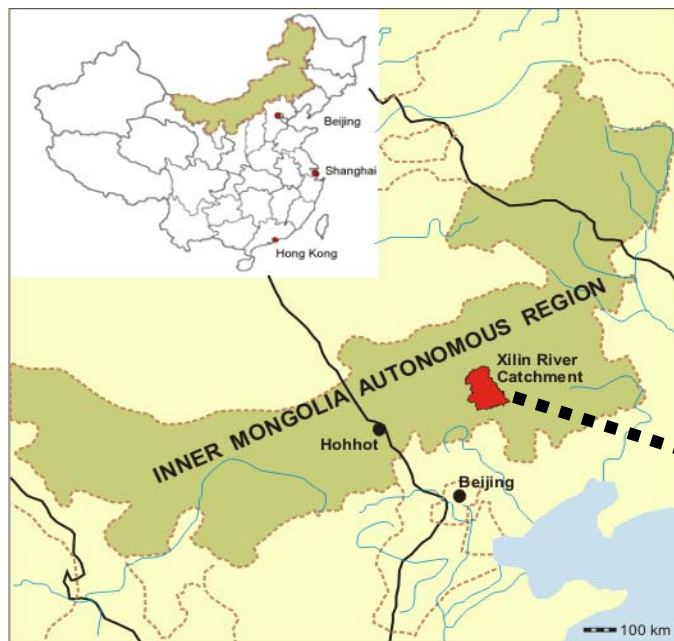 Beijing
Shanghai
Hong Kong
INNER MONGOLIA AUTONOMOUS REGION
Xilin River
Catchment
Hohhot
Beijing
100 km